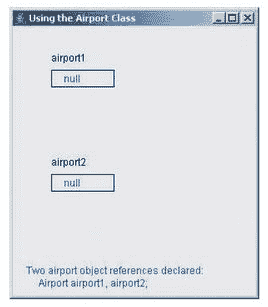 Using the Airport Class
airport1
null
airport2
null
Two airport object references declared:
Airport airport1, airport2;